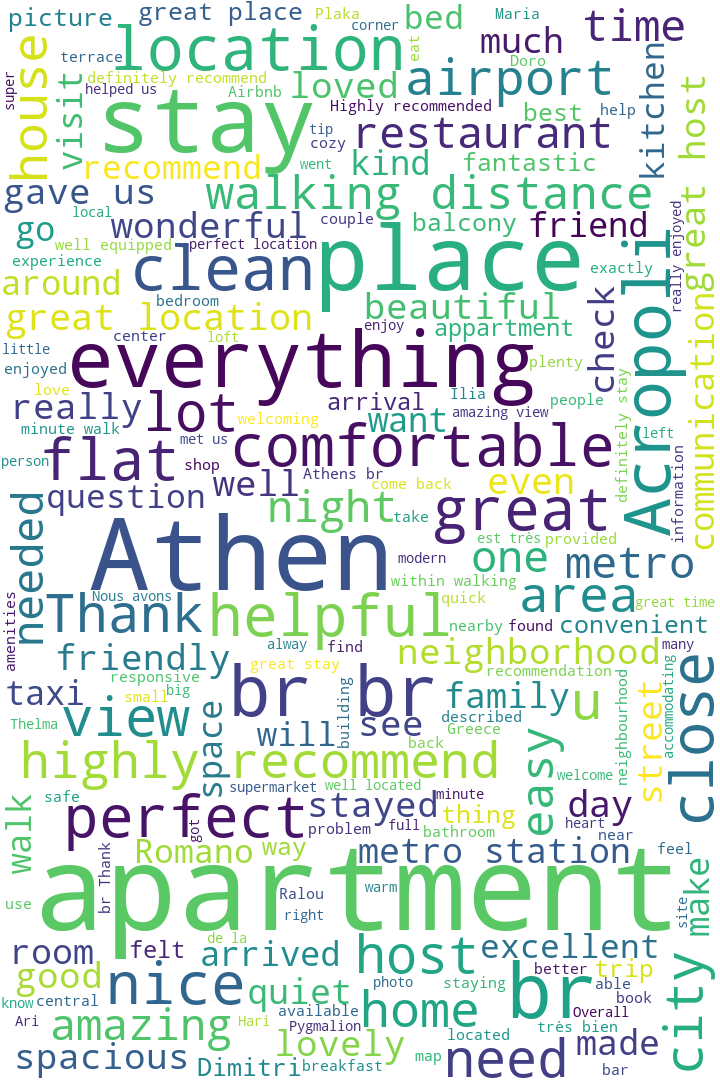 picture
great place
Plaka
corner
bed
Maria
much
time
super
house
terrace
location
eat
Doro
visit
definitely recommend
helped us
Airbnb
loved
airport
Highly recommended
best
help
kitchen
great host
stay
tip
cozy
restaurant
recommend
went
kind
fantastic
gave us
walking distance
go
local
wonderful
couple
balcony
friend
really enjoyed
well equipped
perfect location
experience
clean
place
exactly
Acropoli
around
bedroom
beautiful
check
communication
great location
center
loft
enjoy
appartment
little
enjoyed
everything
plenty
love
Ilia
people
really
lot
welcoming
arrival
want
amazing view
minute walk
met us
comfortable
definitely stay
left
person
flat
shop
Athens br
well
come back
even
information
question
night
take
great
needed
Athen
est très
provided
one
metro
modern
within walking
area
amenities
Nous avons
Thank
helpful
quick
great time
nearby
found
convenient
alway
find
neighborhood
many
friendly
great stay
recommendation
responsive
taxi
small
big
br br
building
family
u
neighbourhood
street
accommodating
close
Thelma
view
space
will
see
described
Greece
back
easy
highly recommend
welcome
supermarket
well located
minute
safe
perfect
got
stayed
thing
day
walk
problem
full
bathroom
heart
near
br Thank
Romano
way
metro station
feel
make
apartment
use
Ralou
right
warm
site
room
felt
de la
arrived
host
excellent
good
nice
better
trip
able
know
central
quiet
photo
staying
br
book
city
Ari
amazing
Hari
available
Pygmalion
home
Overall
très bien
located
made
lovely
spacious
Dimitri
breakfast
map
need
bar